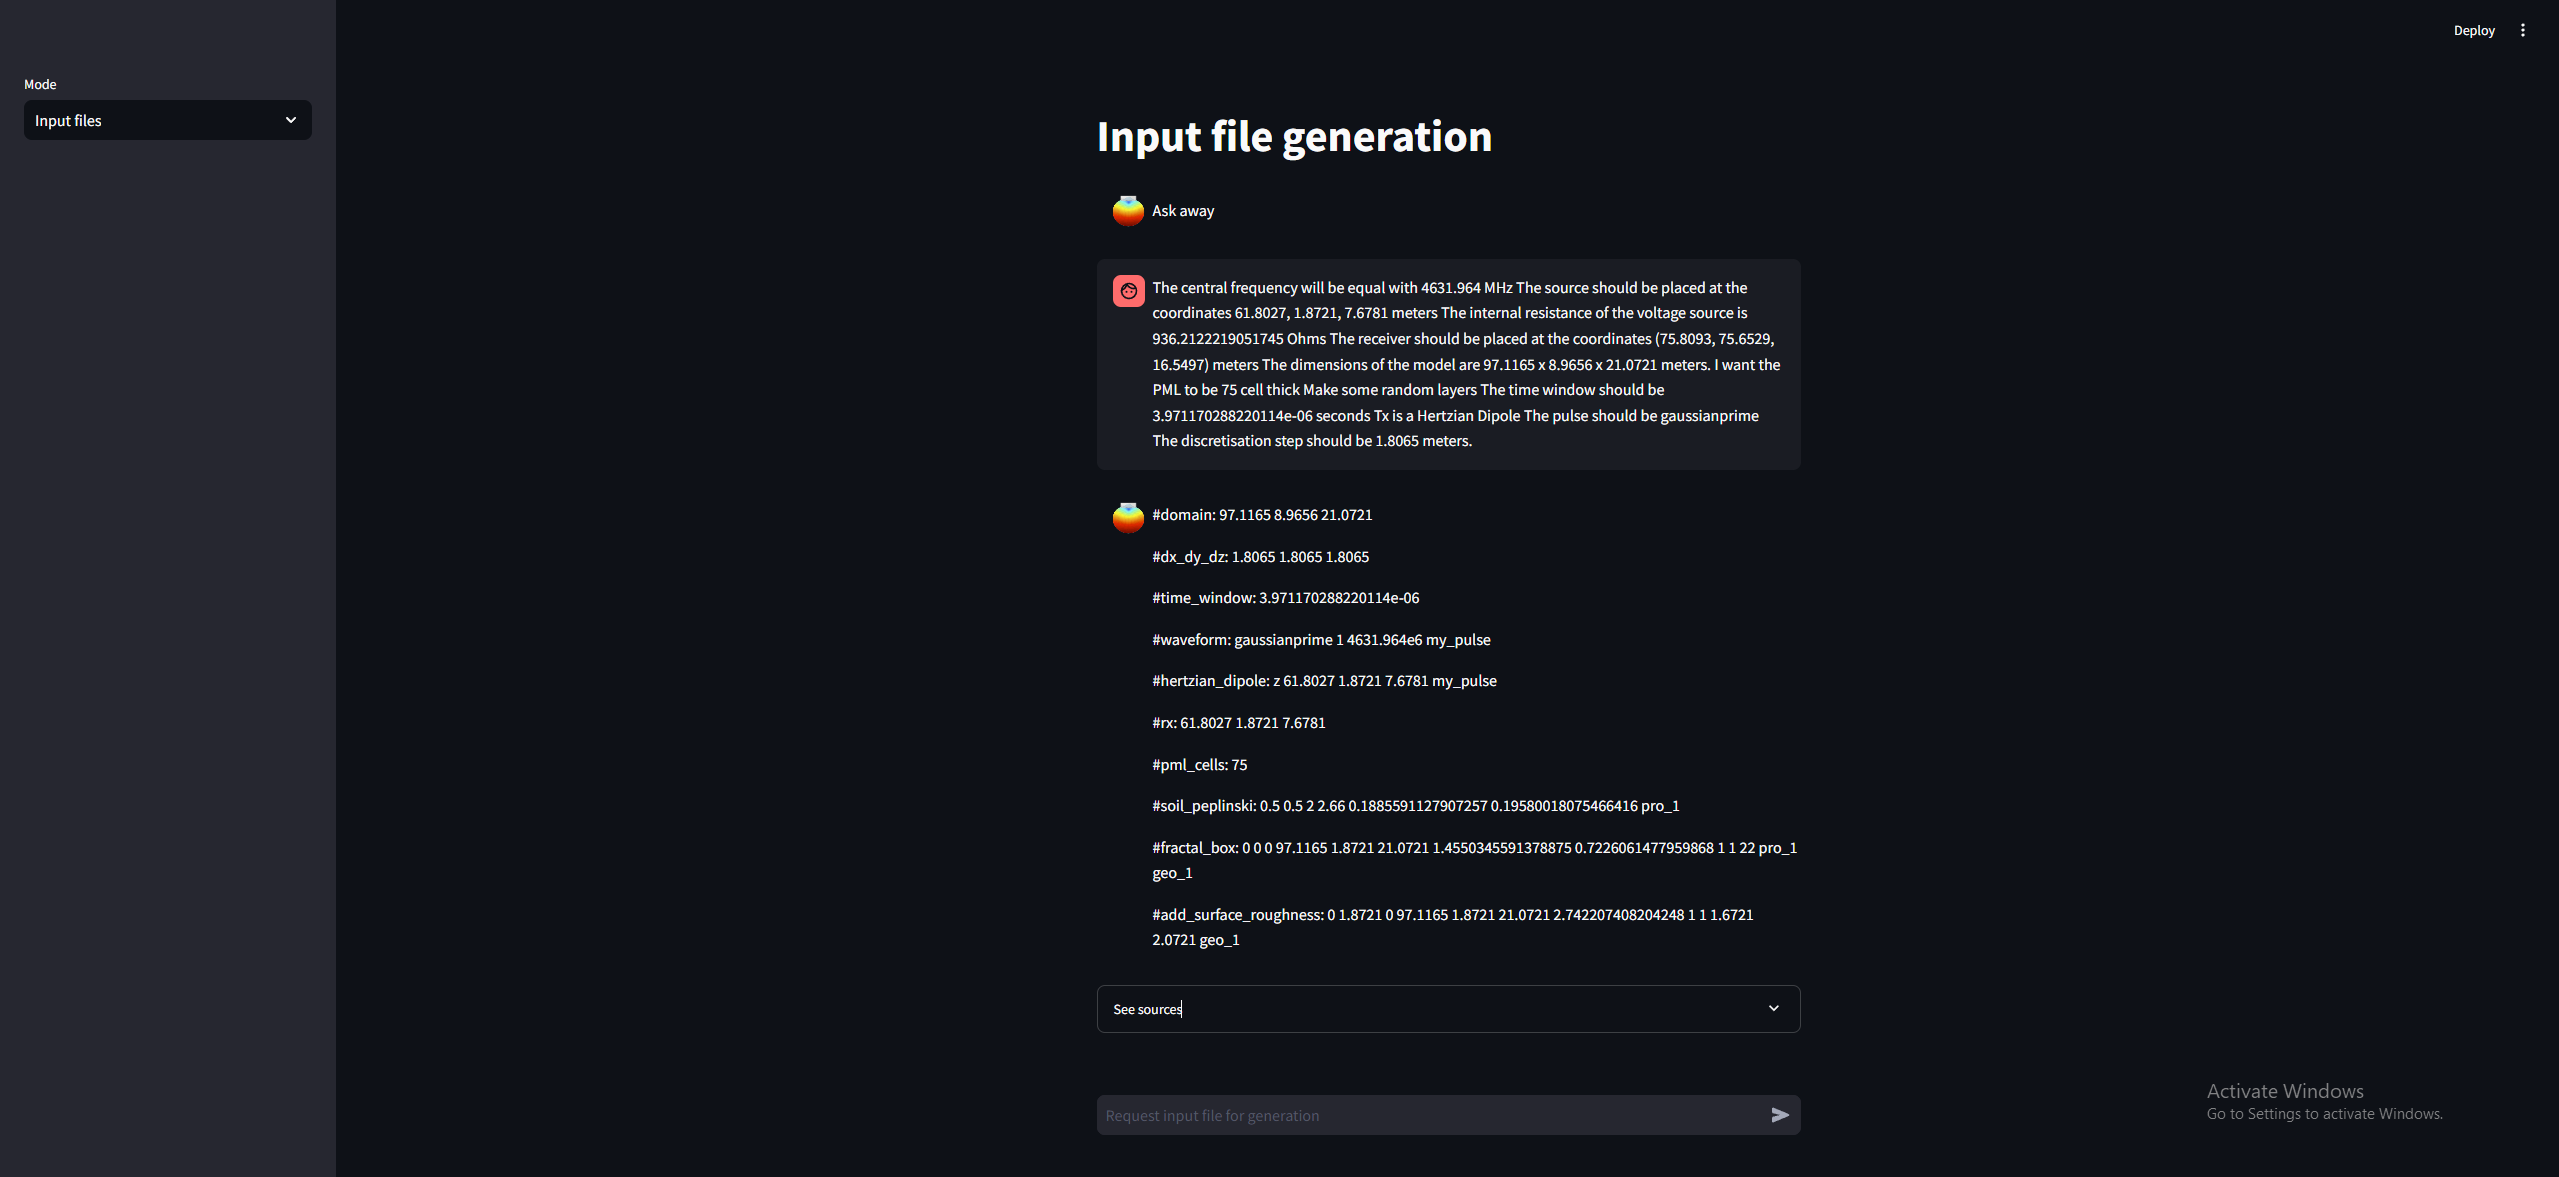 Deploy
Mode
Input files
Input file generation
Ask away
The central frequency will be equal with 4631.964 MHz The source should be placed at the
coordinates 61.8027, 1.8721, 7.6781 meters The internal resistance of the voltage source is
936.2122219051745 Ohms The receiver should be placed at the coordinates (75.8093, 75.6529,
16.5497) meters The dimensions of the model are 97.1165 x 8.9656 x 21.0721 meters. I want the
PML to be 75 cell thick Make some random layers The time window should be
3.971170288220114e-06 seconds Tx is a Hertzian Dipole The pulse should be gaussianprime
The discretisation step should be 1.8065 meters.
#domain: 97.1165 8.9656 21.0721
#dx_dy_dz: 1.8065 1.8065 1.8065
#time_window: 3.971170288220114e-06
#waveform: gaussianprime 1 4631.964e6 my_pulse
#hertzian_dipole: z 61.8027 1.8721 7.6781 my_pulse
#rx: 61.8027 1.8721 7.6781
#pml_cells: 75
#soil_peplinski: 0.5 0.5 2 2.66 0.1885591127907257 0.19580018075466416 pro_1
#fractal_box: 0 0 0 97.1165 1.8721 21.0721 1.4550345591378875 0.7226061477959868 1 1 22 pro_1
geo_1
#add_surface_roughness: 0 1.8721 0 97.1165 1.8721 21.0721 2.742207408204248 1 1 1.6721
2.0721 geo_1
See sources
Request input file for generation
Activate Windows
Go to Settings to activate Windows.